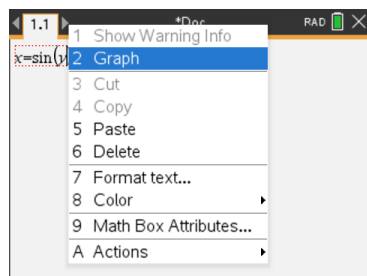 1.1 *Doc RAD
1 Show Warning Info
x=sin(y
2 Graph
3 Cut
4 Copy
5 Paste
6 Delete
7 Format text...
8 Color
9 Math Box Attributes...
A Actions